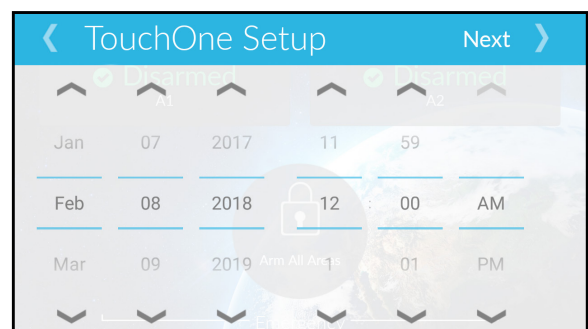 TouchOne Setup Next
Disarmed Disarmed
A1 A2
Jan 07 2017 11 59
Feb 08 2018 12 : 00 AM
Mar 09 2019 1 01 PM
Arm All Areas
Emergency